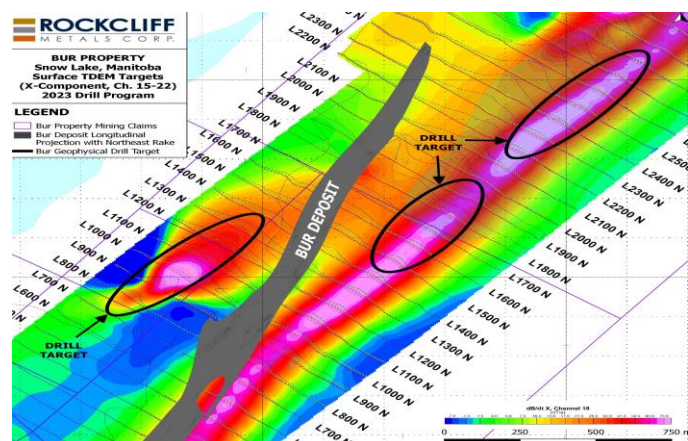 ROCKCLIFF
METALS CORP.
BUR PROPERTY
Snow Lake, Manitoba
Surface TDEM Targets
(X-Component, Ch. 15-22)
2023 Drill Program
LEGEND
Bur Property Mining Claims
Bur Deposit Longitudinal
Projection with Northeast Rake
Bur Geophysical Drill Target
L2300 N
L2200 N
L2100 N
L2000 N
L1900 N
L1800 N
L1700 N
L1600 N
L1500 N
L1400 N
L1300 N
L1200 N
L1100 N
L1000 N
L900 N
L800 N
L700 N
L600 N
DRILL
TARGET
BUR DEPOSIT
DRILL
TARGET
L2500
L2400 N
L2300 N
L2200 N
L2100 N
L2000 N
L1900 N
L1800 N
L1700 N
L1600 N
L1500 N
L1400 N
L1300 N
L1200 N
L1100 N
L1000 N
L900 N
L800 N
L700 N
dB/dt X, Channel 18
0 250 500 750 m